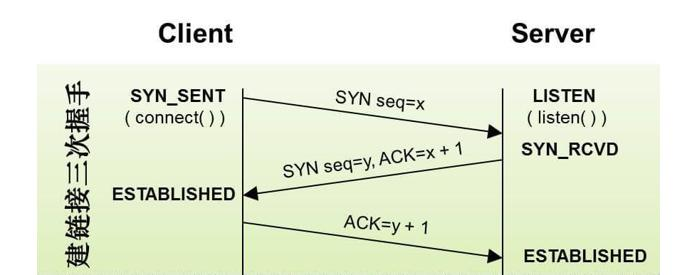 Client Server
建链接三次握手
SYN_SENT
( connect( ) )
SYN seq=x
LISTEN
( listen( ) )
SYN_RCVD
SYN seq=y, ACK=x + 1
ESTABLISHED
ACK=y + 1
ESTABLISHED